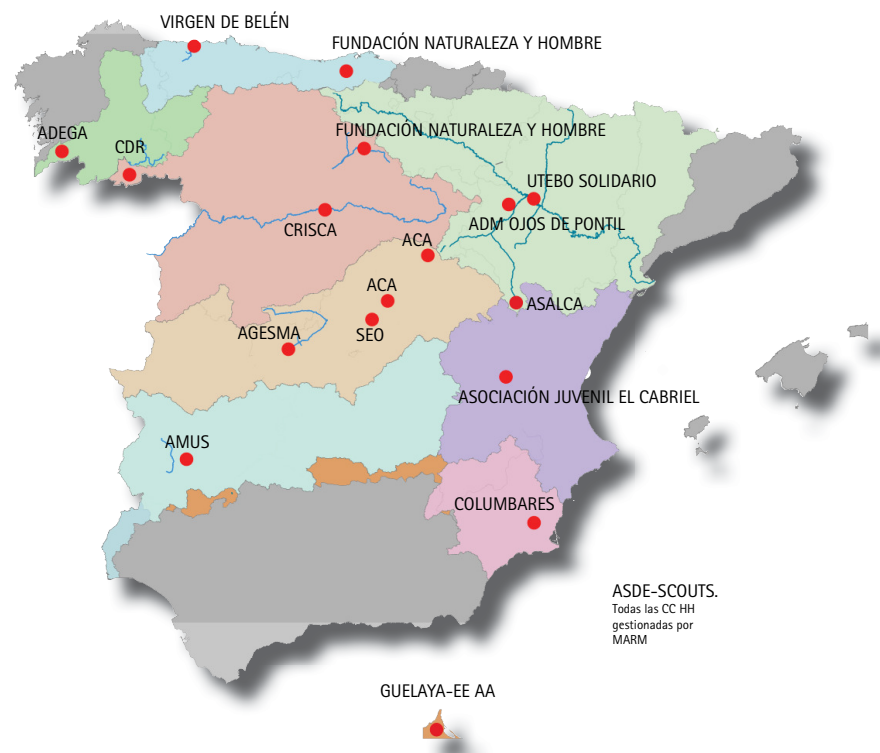 VIRGEN DE BELÉN
FUNDACIÓN NATURALEZA Y HOMBRE
ADEGA
CDR
FUNDACIÓN NATURALEZA Y HOMBRE
UTEBO SOLIDARIO
ADM OJOS DE PONTIL
CRISCA
ACA
ACA
ASALCA
SEO
AGESMA
ASOCIACIÓN JUVENIL EL CABRIEL
AMUS
COLUMBARES
ASDE-SCOUTS.
Todas las CC HH
gestionadas por
MARM
GUELAYA-EE AA